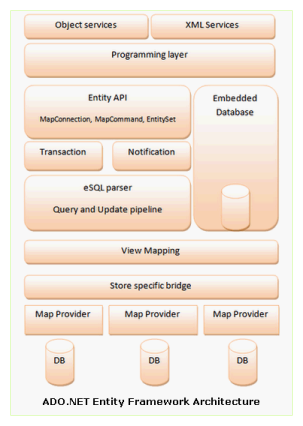 Object services
XML Services
Programming layer
Entity API
MapConnection, MapCommand, EntitySet
Embedded
Database
Transaction
Notification
eSQL parser
Query and Update pipeline
View Mapping
Store specific bridge
Map Provider
Map Provider
Map Provider
DB
DB
DB
ADO.NET Entity Framework Architecture